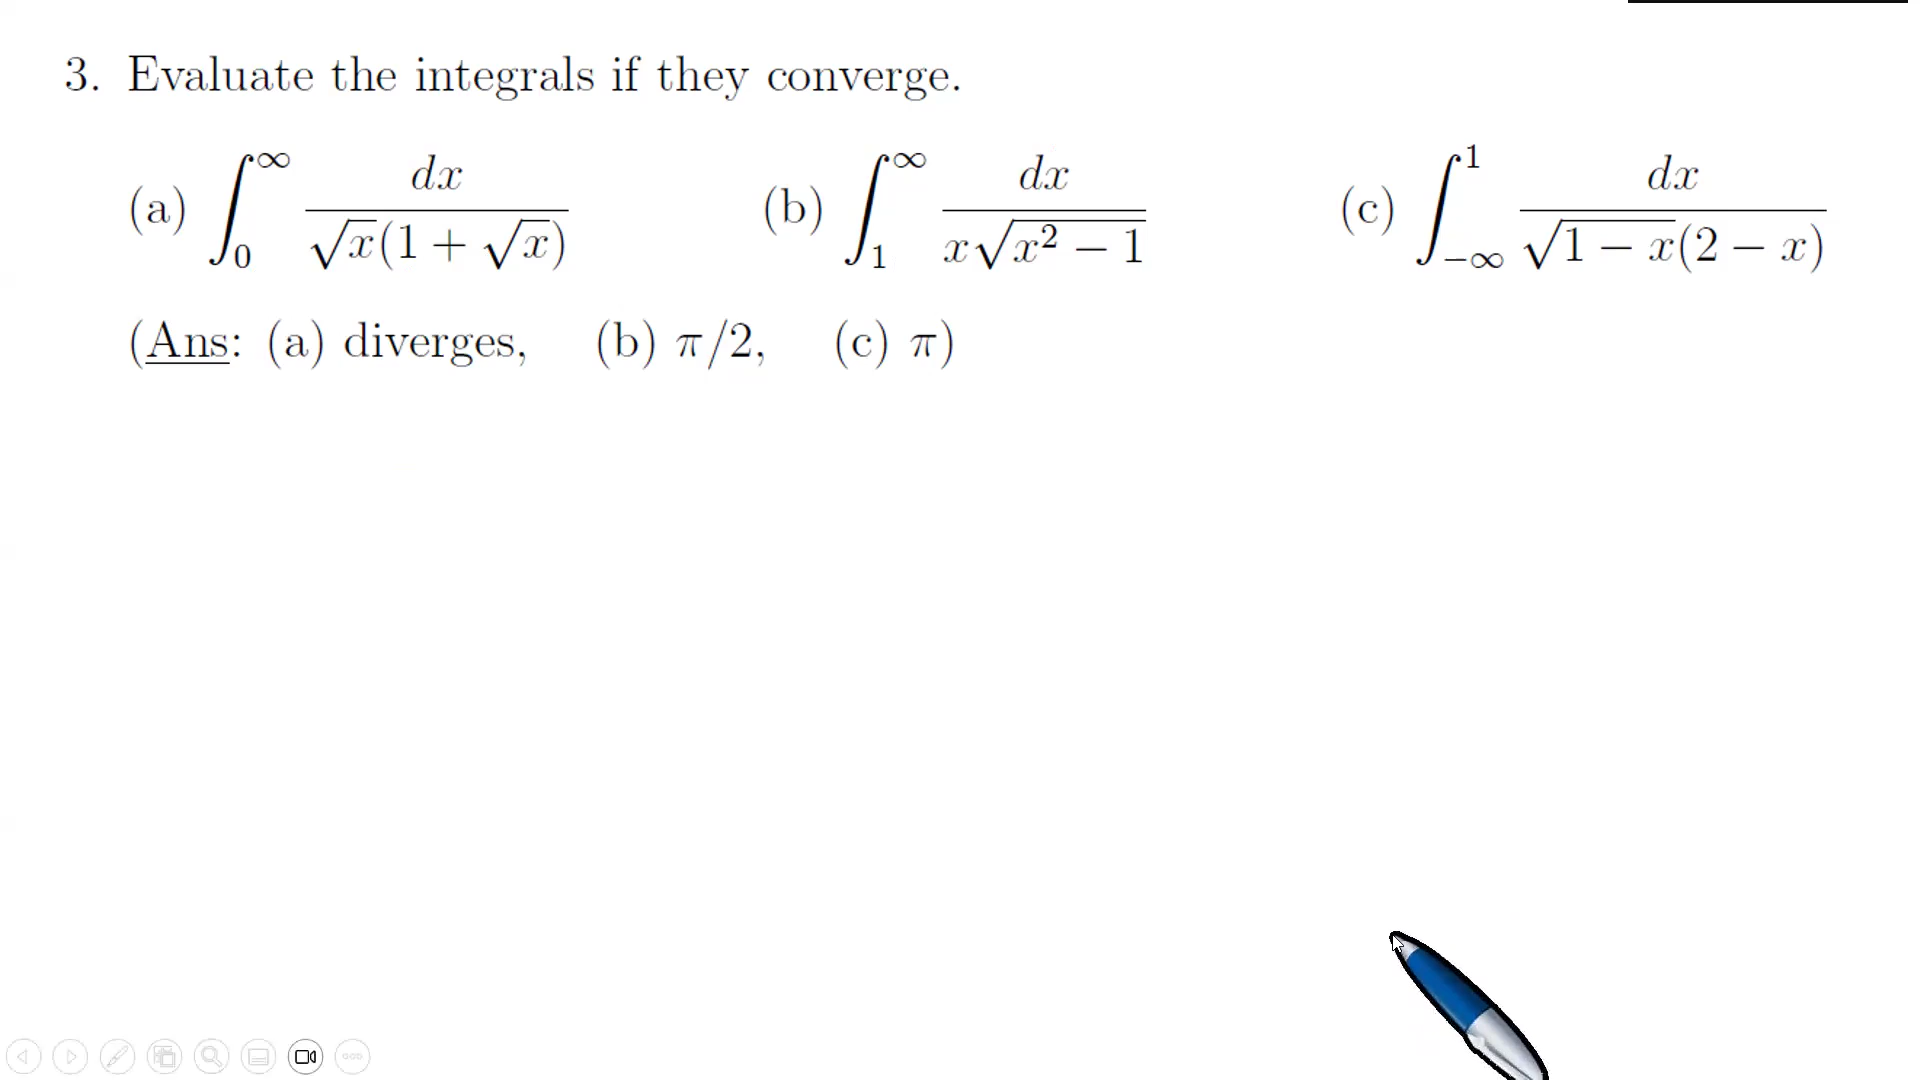 3. Evaluate the integrals if they converge.
(a) ∫₀^∞ dx / (√x(1 + √x)) (b) ∫₁^∞ dx / (x√(x² − 1)) (c) ∫_{−∞}^1 dx / (√(1 − x)(2 − x))
(Ans: (a) diverges, (b) π/2, (c) π)